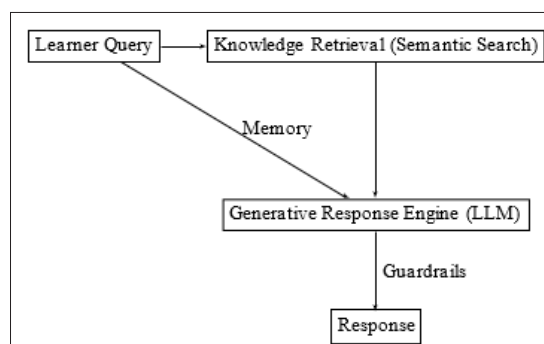 Learner Query
Knowledge Retrieval (Semantic Search)
Memory
Generative Response Engine (LLM)
Guardrails
Response